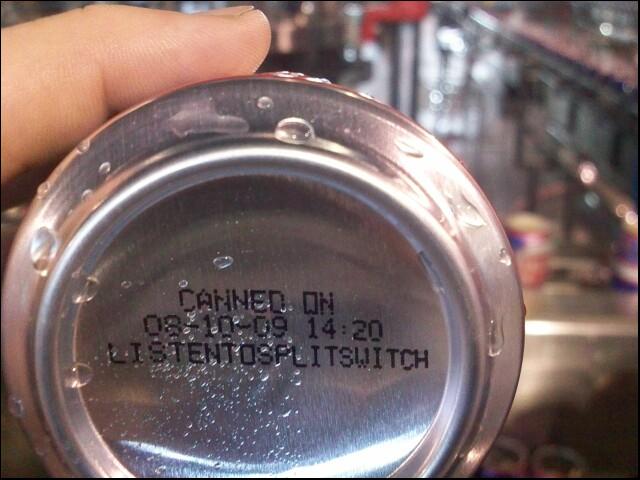 CANNED ON
08-10-09 14:20
LISTENTOSPLITSWITCH